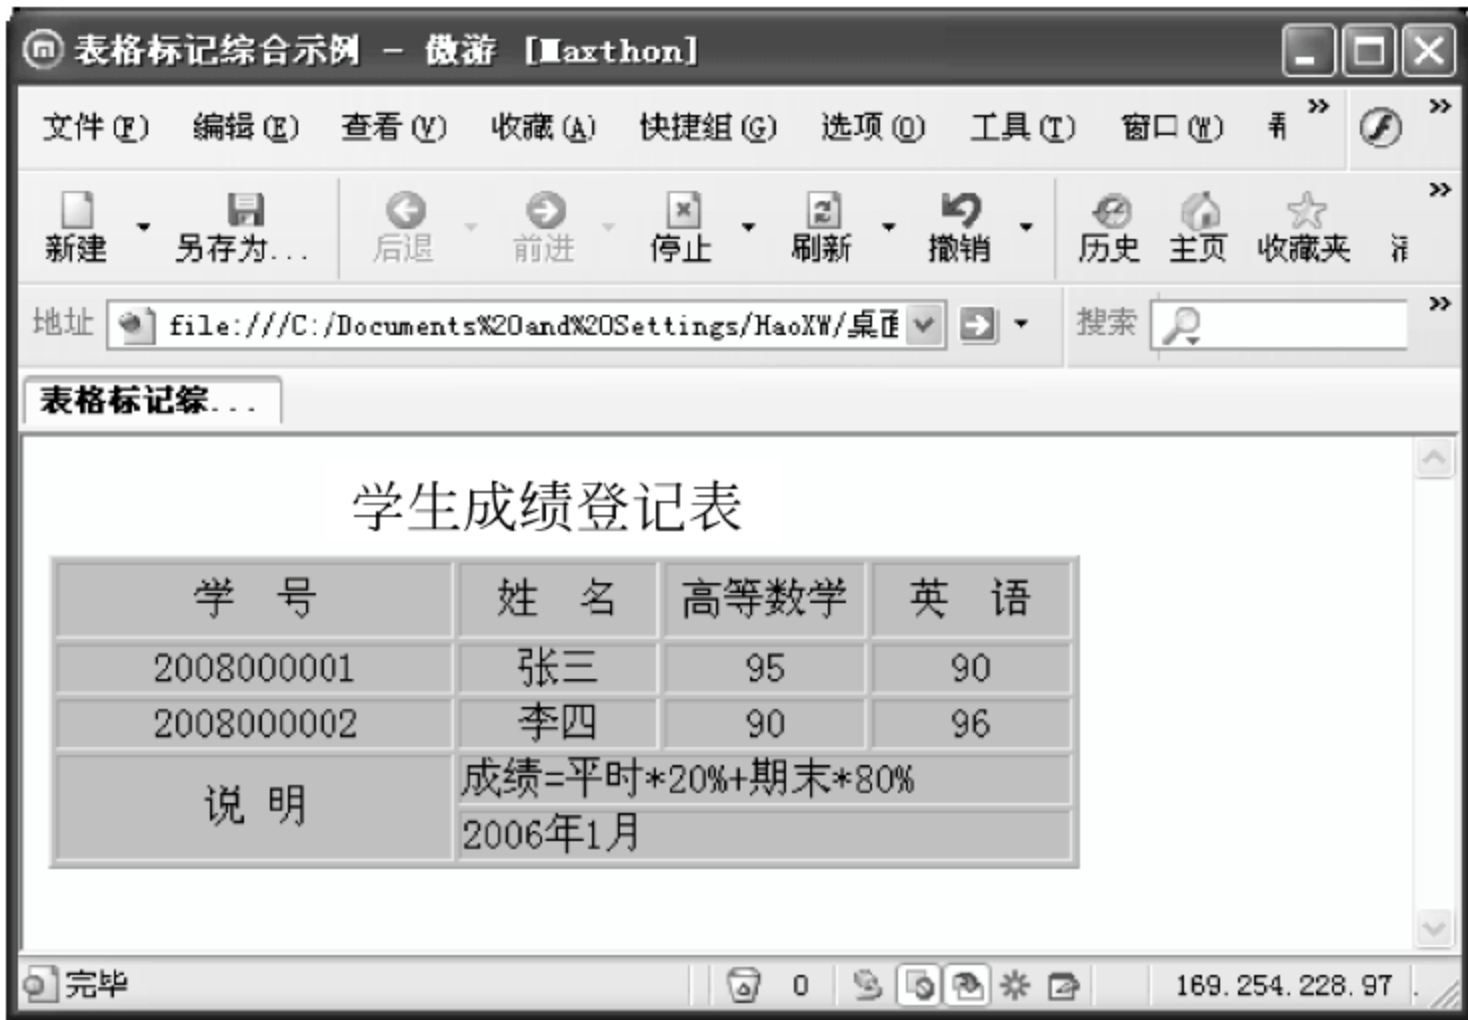 表格标记综合示例 - 傲游 [Maxthon]
文件(F) 编辑(E) 查看(V) 收藏(A) 快捷组(G) 选项(O) 工具(T) 窗口(W) »  »
新建 另存为... 后退 前进 停止 刷新 撤销 历史 主页 收藏夹 »
地址 file:///C:/Documents%20and%20Settings/HaoXW/桌面 搜索 »
表格标记综...
学生成绩登记表
学 号 姓 名 高等数学 英 语
2008000001 张三 95 90
2008000002 李四 90 96
说 明
成绩=平时*20%+期末*80%
2006年1月
完毕 0 169.254.228.97